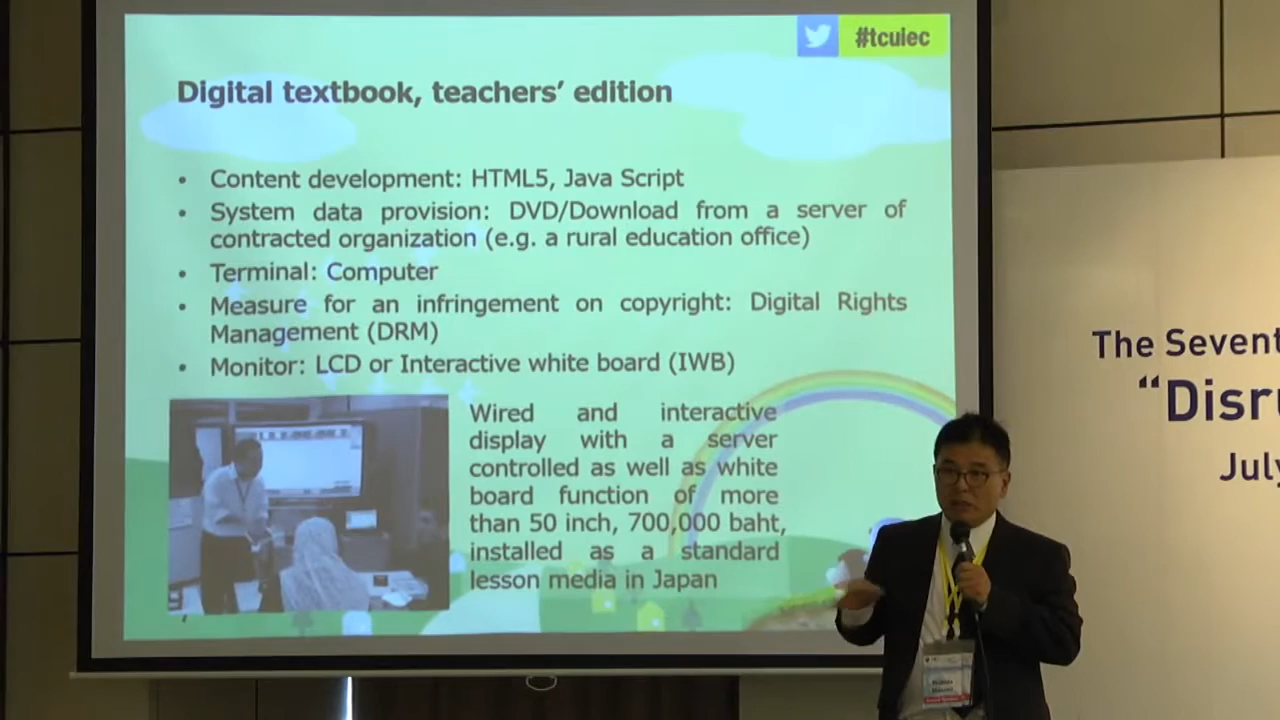 #tcuiec
Digital textbook, teachers' edition
• Content development: HTML5, Java Script
• System data provision: DVD/Download from a server of
contracted organization (e.g. a rural education office)
• Terminal: Computer
• Measure for an infringement on copyright: Digital Rights
Management (DRM)
• Monitor: LCD or Interactive white board (IWB)
Wired and interactive
display with a server
controlled as well as white
board function of more
than 50 inch, 700,000 baht,
installed as a standard
lesson media in Japan
The Sevent
“Disru
July